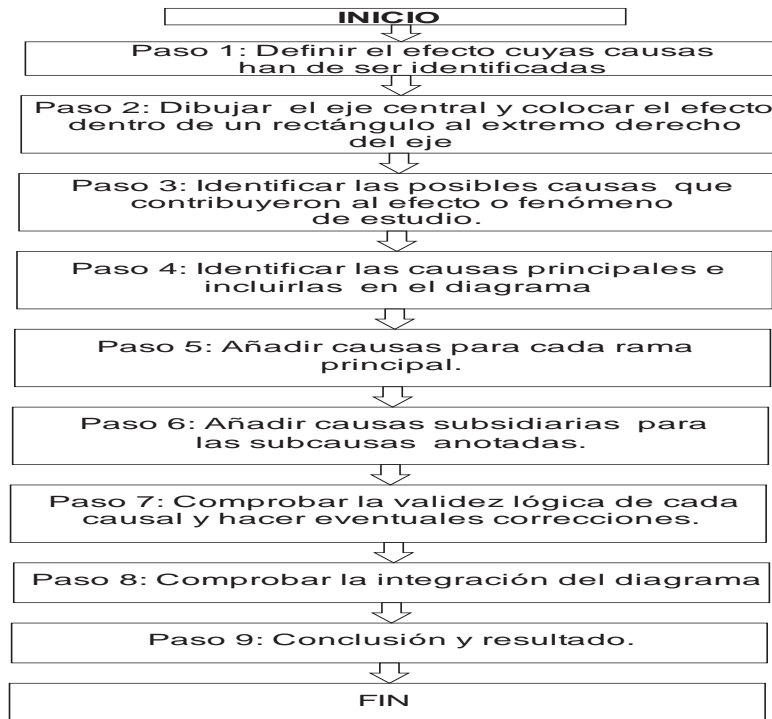 INICIO
Paso 1: Definir el efecto cuyas causas
han de ser identificadas
Paso 2: Dibujar el eje central y colocar el efecto
dentro de un rectángulo al extremo derecho
del eje
Paso 3: Identificar las posibles causas que
contribuyeron al efecto o fenómeno
de estudio.
Paso 4: Identificar las causas principales e
incluirlas en el diagrama
Paso 5: Añadir causas para cada rama
principal.
Paso 6: Añadir causas subsidiarias para
las subcausas anotadas.
Paso 7: Comprobar la validez lógica de cada
causal y hacer eventuales correcciones.
Paso 8: Comprobar la integración del diagrama
Paso 9: Conclusión y resultado.
FIN